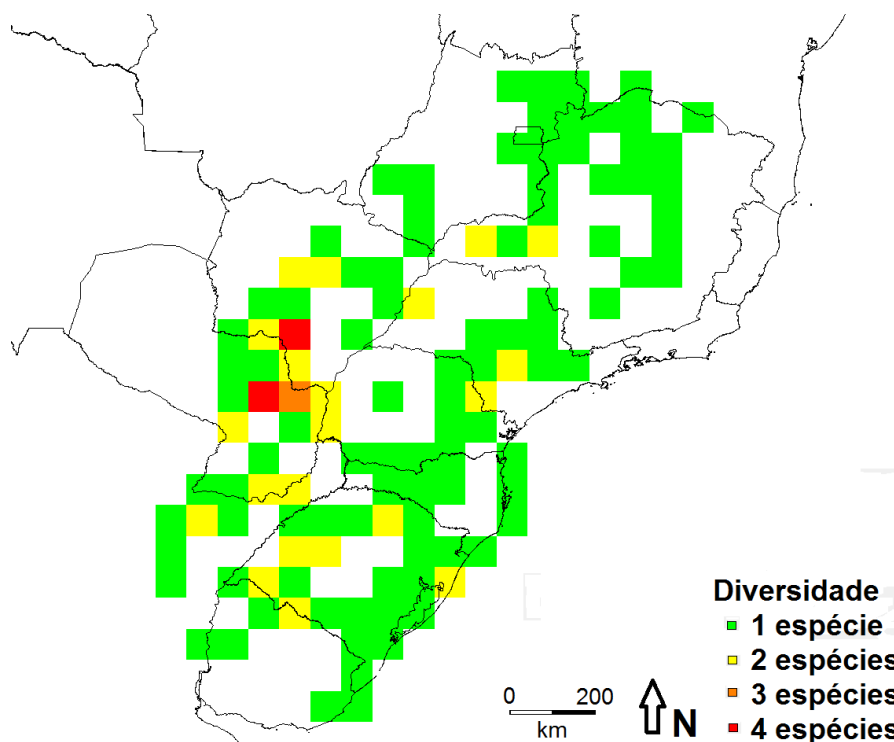 Diversidade
1 espécie
2 espécies
3 espécies
4 espécies
0 200
km
N